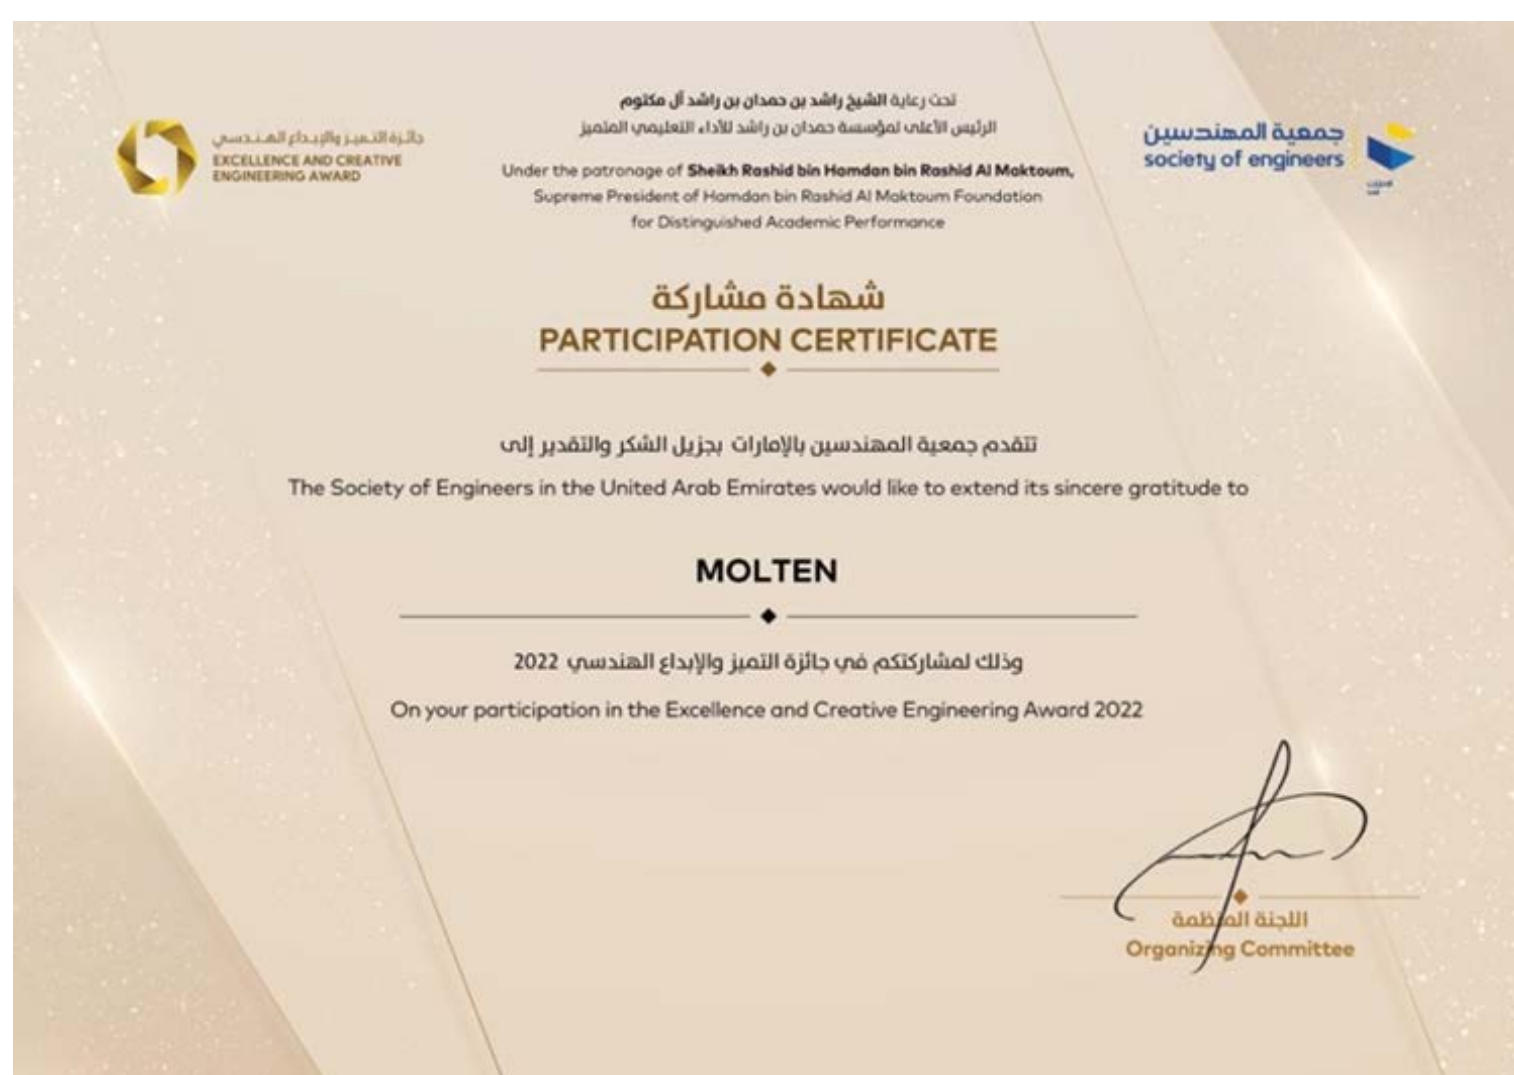 جائزة التميز والإبداع الهندسي
EXCELLENCE AND CREATIVE
ENGINEERING AWARD
تحت رعاية الشيخ راشد بن حمدان بن راشد آل مكتوم
الرئيس الأعلى لمؤسسة حمدان بن راشد للأداء التعليمي المتميز
Under the patronage of Sheikh Rashid bin Hamdan bin Rashid Al Maktoum,
Supreme President of Hamdan bin Rashid Al Maktoum Foundation
for Distinguished Academic Performance
جمعية المهندسين
society of engineers
شهادة مشاركة
PARTICIPATION CERTIFICATE
تتقدم جمعية المهندسين بالإمارات بجزيل الشكر والتقدير إلى
The Society of Engineers in the United Arab Emirates would like to extend its sincere gratitude to
MOLTEN
وذلك لمشاركتكم في جائزة التميز والإبداع الهندسي 2022
On your participation in the Excellence and Creative Engineering Award 2022
اللجنة المنظمة
Organizing Committee